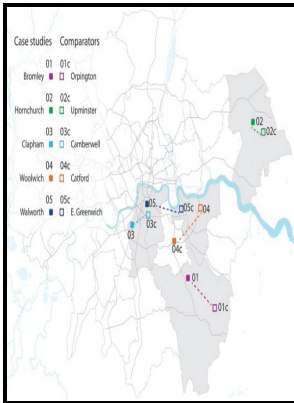 Case studies Comparators
01 01c
Bromley Orpington
02 02c
Hornchurch Upminster
03 03c
Clapham Camberwell
04 04c
Woolwich Catford
05 05c
Walworth E. Greenwich
02
02c
05
05c
04
03c
03
04c
01
01c